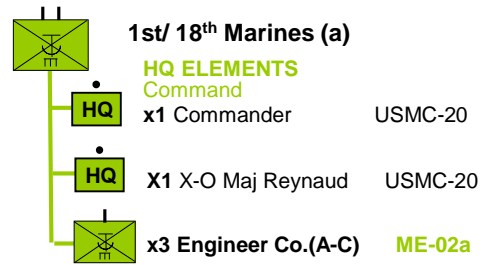 1st/ 18th Marines (a)
HQ ELEMENTS
Command
HQ x1 Commander USMC-20
HQ X1 X-O Maj Reynaud USMC-20
x3 Engineer Co.(A-C) ME-02a